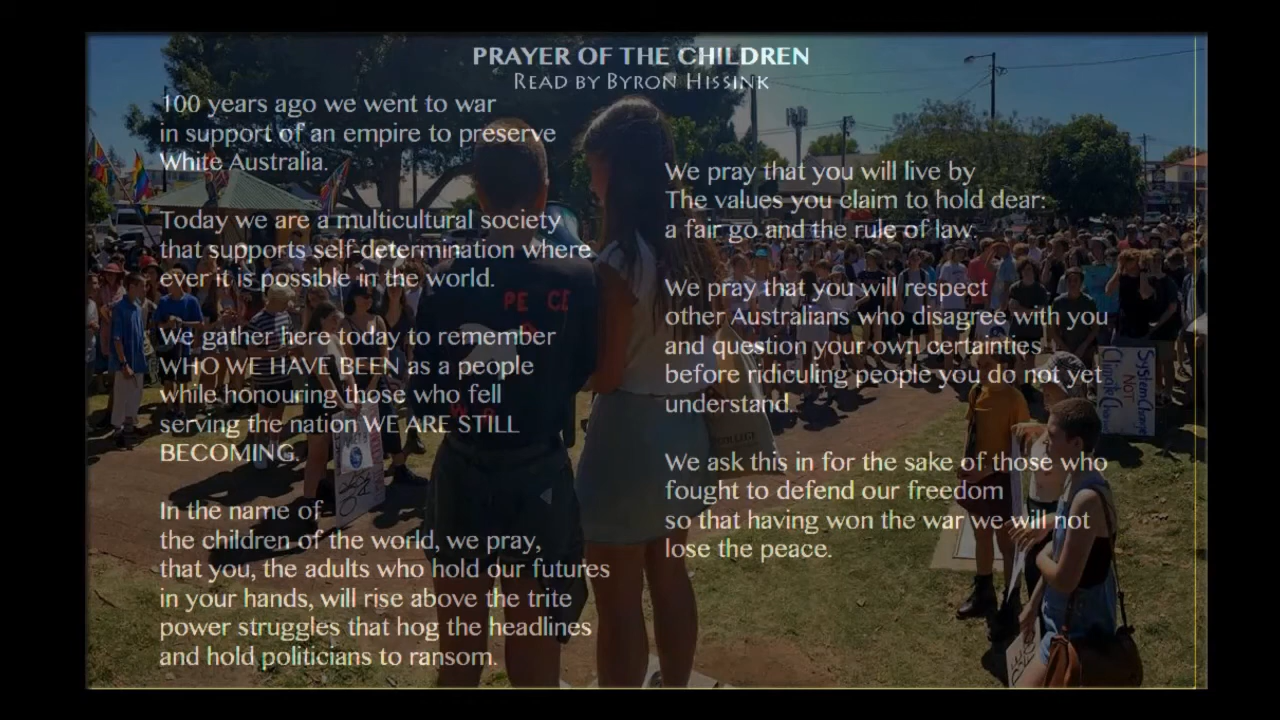 PRAYER OF THE CHILDREN
READ BY BYRON HISSINK
100 years ago we went to war
in support of an empire to preserve
White Australia.
Today we are a multicultural society
that supports self-determination where
ever it is possible in the world.
We gather here today to remember
WHO WE HAVE BEEN as a people
while honouring those who fell
serving the nation WE ARE STILL
BECOMING.
In the name of
the children of the world, we pray,
that you, the adults who hold our futures
in your hands, will rise above the trite
power struggles that hog the headlines
and hold politicians to ransom.
We pray that you will live by
The values you claim to hold dear:
a fair go and the rule of law.
We pray that you will respect
other Australians who disagree with you
and question your own certainties
before ridiculing people you do not yet
understand.
We ask this in for the sake of those who
fought to defend our freedom
so that having won the war we will not
lose the peace.
System Change
NOT
Climate Change